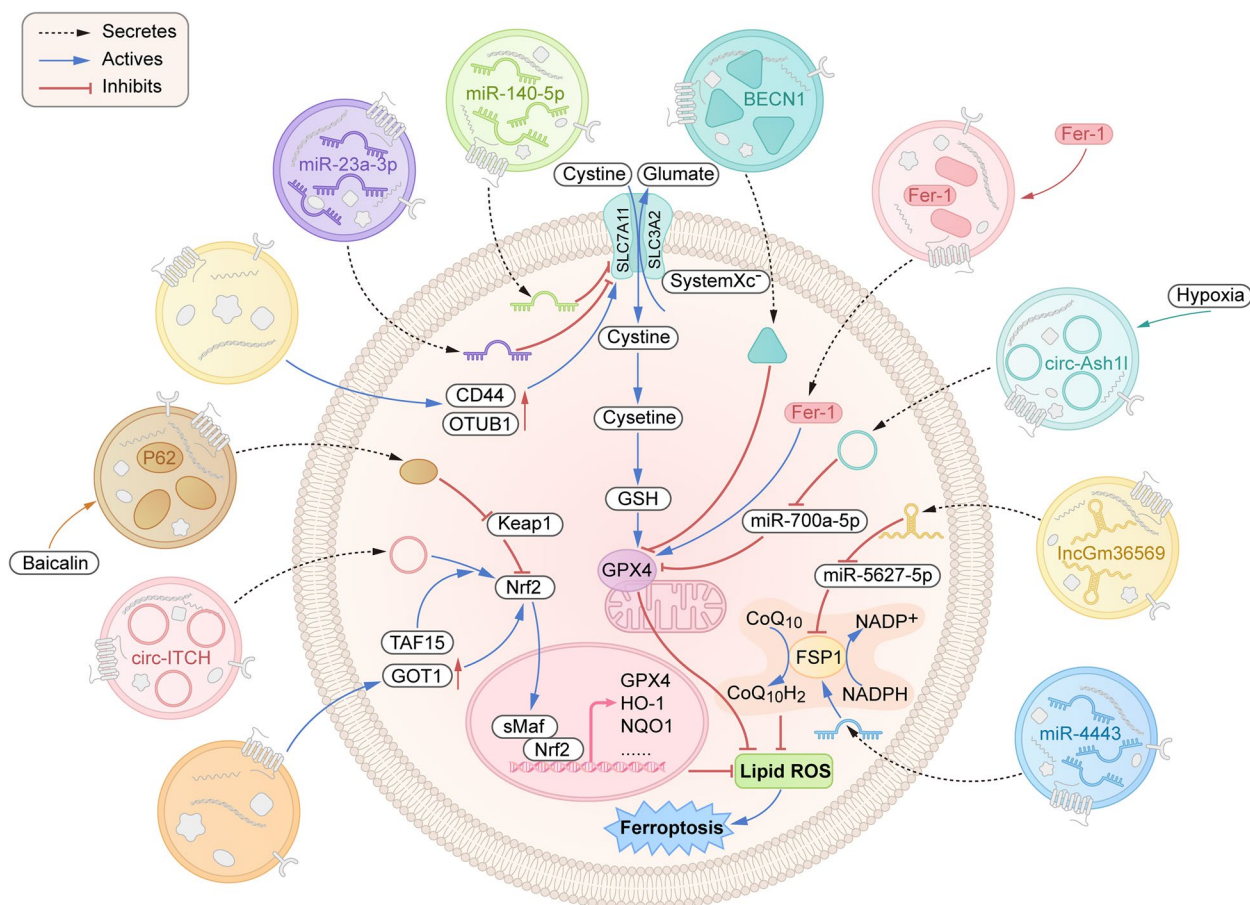 Secretes
Actives
Inhibits
miR-140-5p
BECN1
miR-23a-3p
Fer-1
Fer-1
Cystine
Glumate
SLC7A11
SLC3A2
SystemXc⁻
Hypoxia
circ-Ash1l
Cystine
CD44
OTUB1
Cysetine
Fer-1
P62
GSH
Keap1
miR-700a-5p
lncGm36569
Baicalin
GPX4
miR-5627-5p
Nrf2
CoQ₁₀
NADP⁺
TAF15
circ-ITCH
FSP1
GOT1
CoQ₁₀H₂
NADPH
GPX4
HO-1
NQO1
......
sMaf
Nrf2
miR-4443
Lipid ROS
Ferroptosis